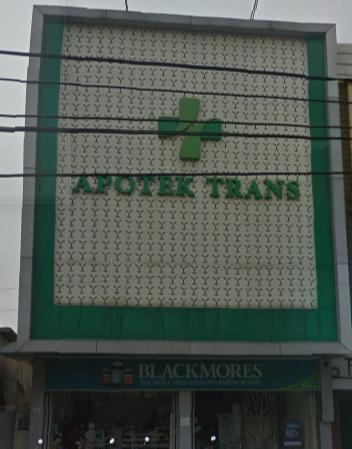 APOTEK TRANS
BLACKMORES
THE MOST TRUSTED SUPPLEMENT BRAND